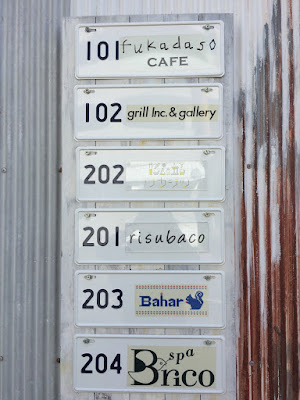 101 fukadaso
CAFE
102 grill Inc. & gallery
202
201 risubaco
203 Bahar
204 spa
Brico